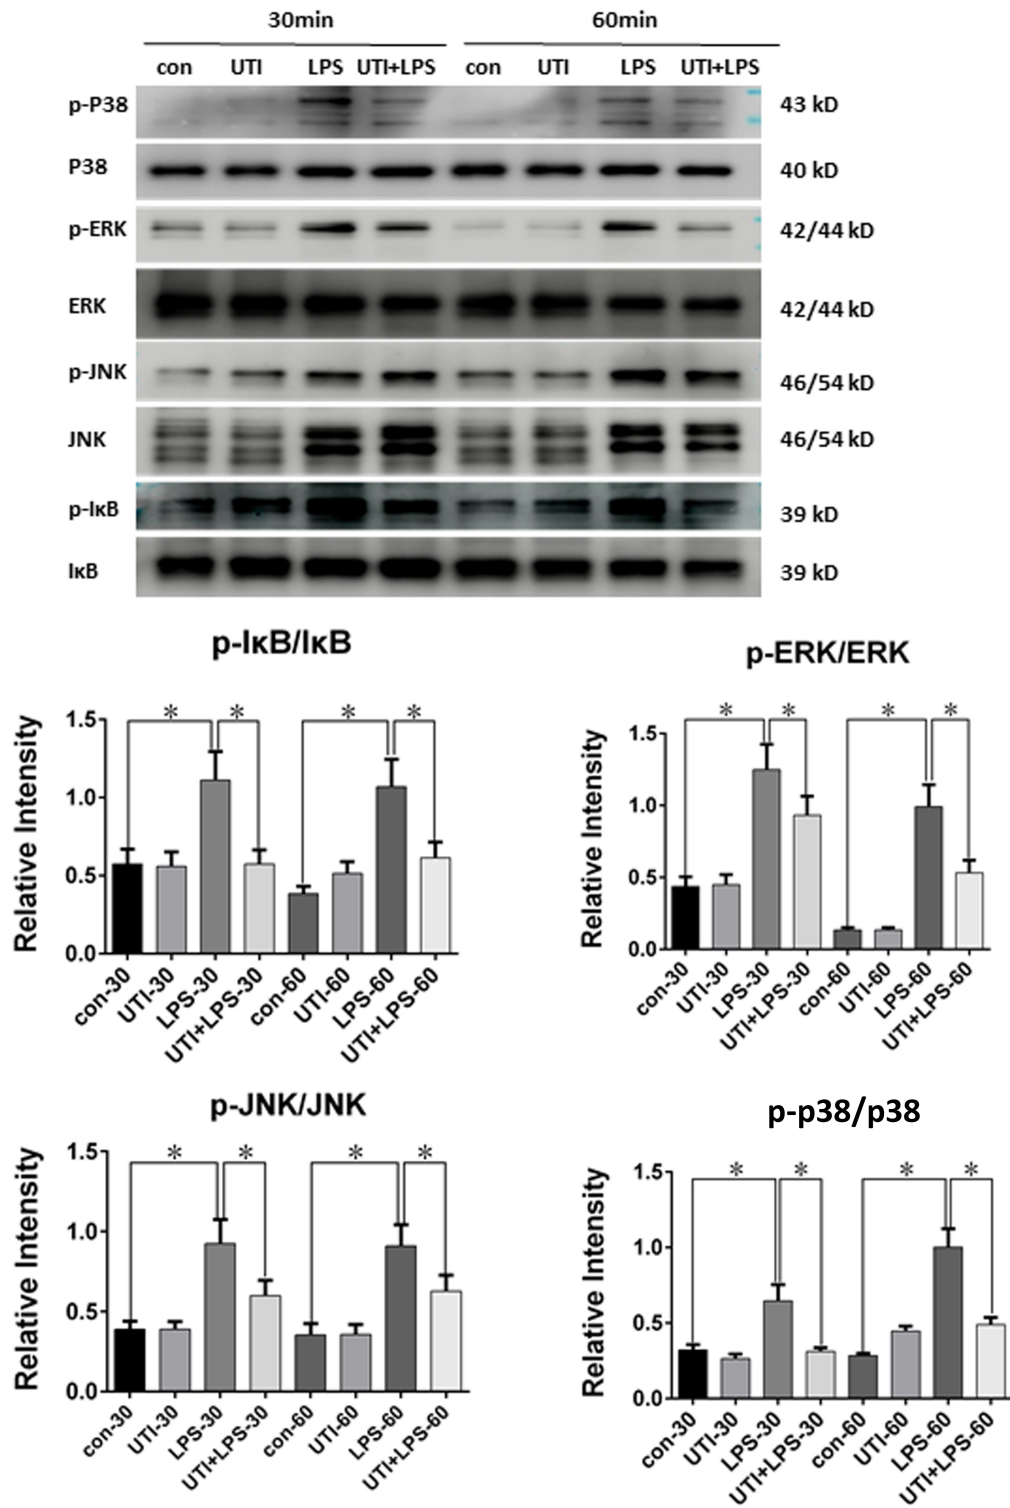 30min 60min
con UTI LPS UTI+LPS con UTI LPS UTI+LPS
p-P38 43 kD
P38 40 kD
p-ERK 42/44 kD
ERK 42/44 kD
p-JNK 46/54 kD
JNK 46/54 kD
p-IκB 39 kD
IκB 39 kD
p-IκB/IκB
Relative Intensity
1.5
1.0
0.5
0.0
* * * *
con-30 UTI-30 LPS-30 UTI+LPS-30 con-60 UTI-60 LPS-60 UTI+LPS-60
p-ERK/ERK
Relative Intensity
1.5
1.0
0.5
0.0
* * * *
con-30 UTI-30 LPS-30 UTI+LPS-30 con-60 UTI-60 LPS-60 UTI+LPS-60
p-JNK/JNK
Relative Intensity
1.5
1.0
0.5
0.0
* * * *
con-30 UTI-30 LPS-30 UTI+LPS-30 con-60 UTI-60 LPS-60 UTI+LPS-60
p-p38/p38
Relative Intensity
1.5
1.0
0.5
0.0
* * * *
con-30 UTI-30 LPS-30 UTI+LPS-30 con-60 UTI-60 LPS-60 UTI+LPS-60